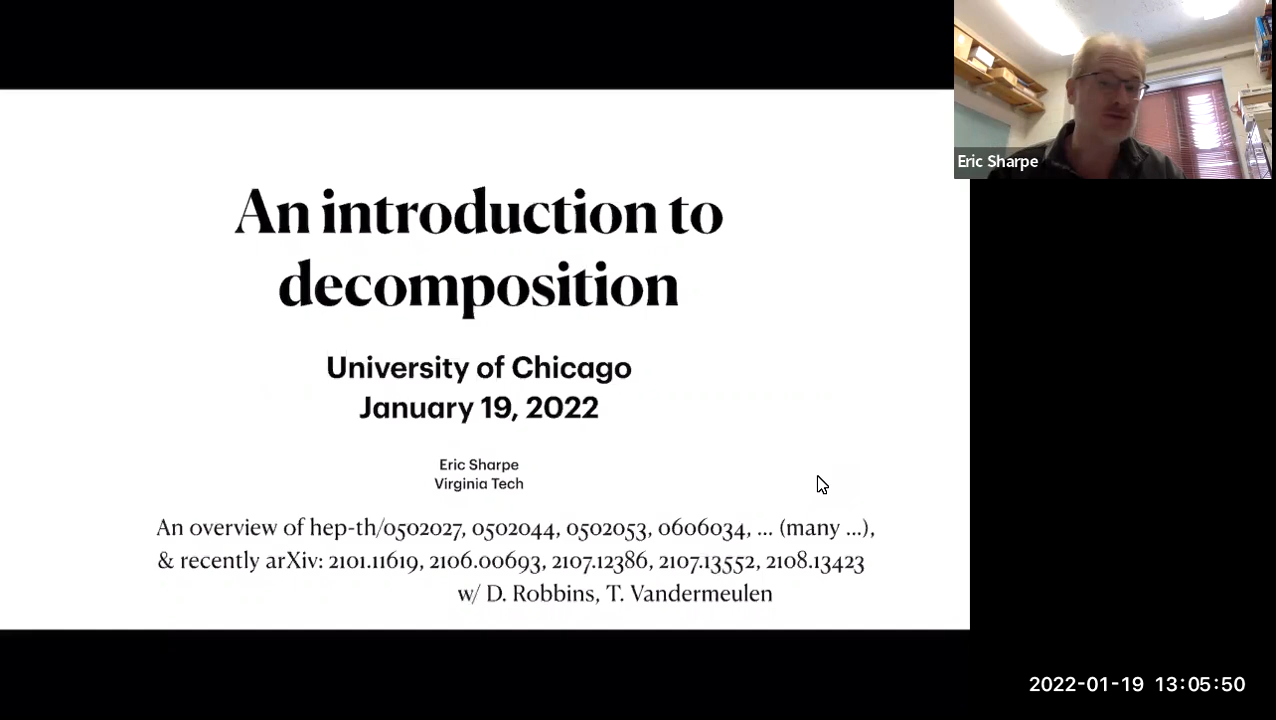 An introduction to
decomposition
University of Chicago
January 19, 2022
Eric Sharpe
Virginia Tech
An overview of hep-th/0502027, 0502044, 0502053, 0606034, ... (many ...),
& recently arXiv: 2101.11619, 2106.00693, 2107.12386, 2107.13552, 2108.13423
w/ D. Robbins, T. Vandermeulen
Eric Sharpe
2022-01-19 13:05:50